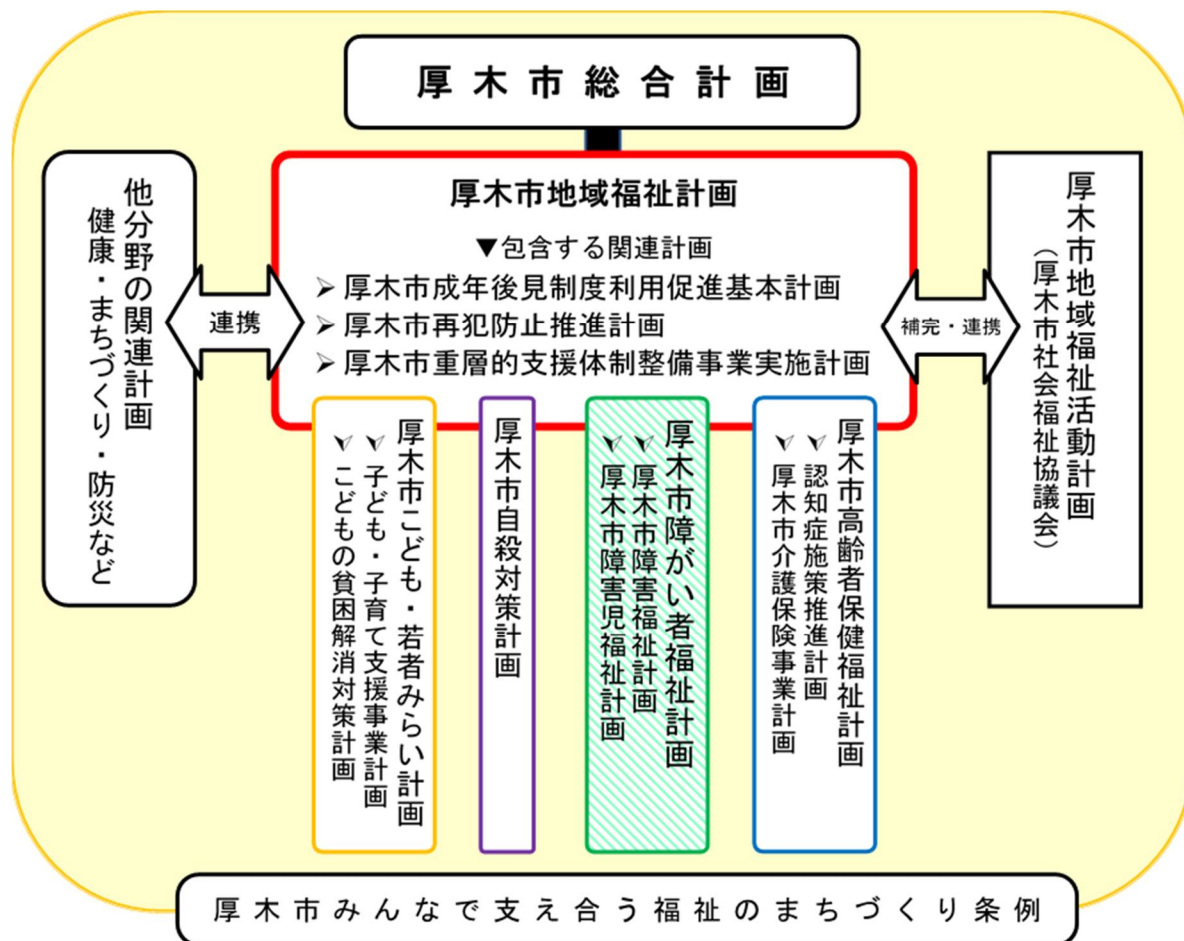 厚木市総合計画
厚木市地域福祉計画
▼包含する関連計画
➢厚木市成年後見制度利用促進基本計画
➢厚木市再犯防止推進計画
➢厚木市重層的支援体制整備事業実施計画
他分野の関連計画
健康・まちづくり・防災など
連携
補完・連携
厚木市地域福祉活動計画
（厚木市社会福祉協議会）
厚木市高齢者保健福祉計画
➢認知症施策推進計画
➢厚木市介護保険事業計画
厚木市障がい者福祉計画
➢厚木市障害福祉計画
➢厚木市障害児福祉計画
厚木市自殺対策計画
厚木市こども・若者みらい計画
➢子ども・子育て支援事業計画
➢こどもの貧困解消対策計画
厚木市みんなで支え合う福祉のまちづくり条例